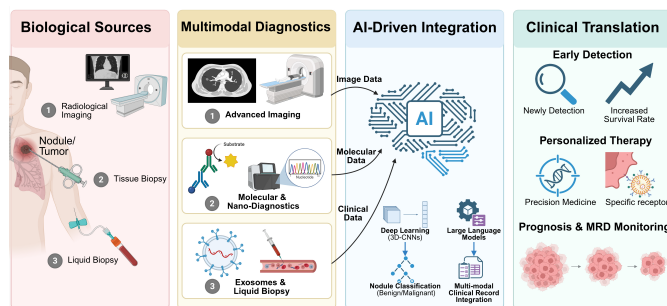 Biological Sources
1
Radiological
Imaging
Nodule/
Tumor
2
Tissue Biopsy
3
Liquid Biopsy
Multimodal Diagnostics
1
Advanced Imaging
Substrate
Nucleotide
2
Molecular &
Nano-Diagnostics
3
Exosomes &
Liquid Biopsy
AI-Driven Integration
Image Data
Molecular
Data
Clinical
Data
AI
Deep Learning
(3D-CNNs)
Nodule Classification
(Benign/Malignant)
Large Language
Models
Multi-modal
Clinical Record
Integration
Clinical Translation
Early Detection
Newly Detection
Increased
Survival Rate
Personalized Therapy
Precision Medicine
Specific receptor
Prognosis & MRD Monitoring